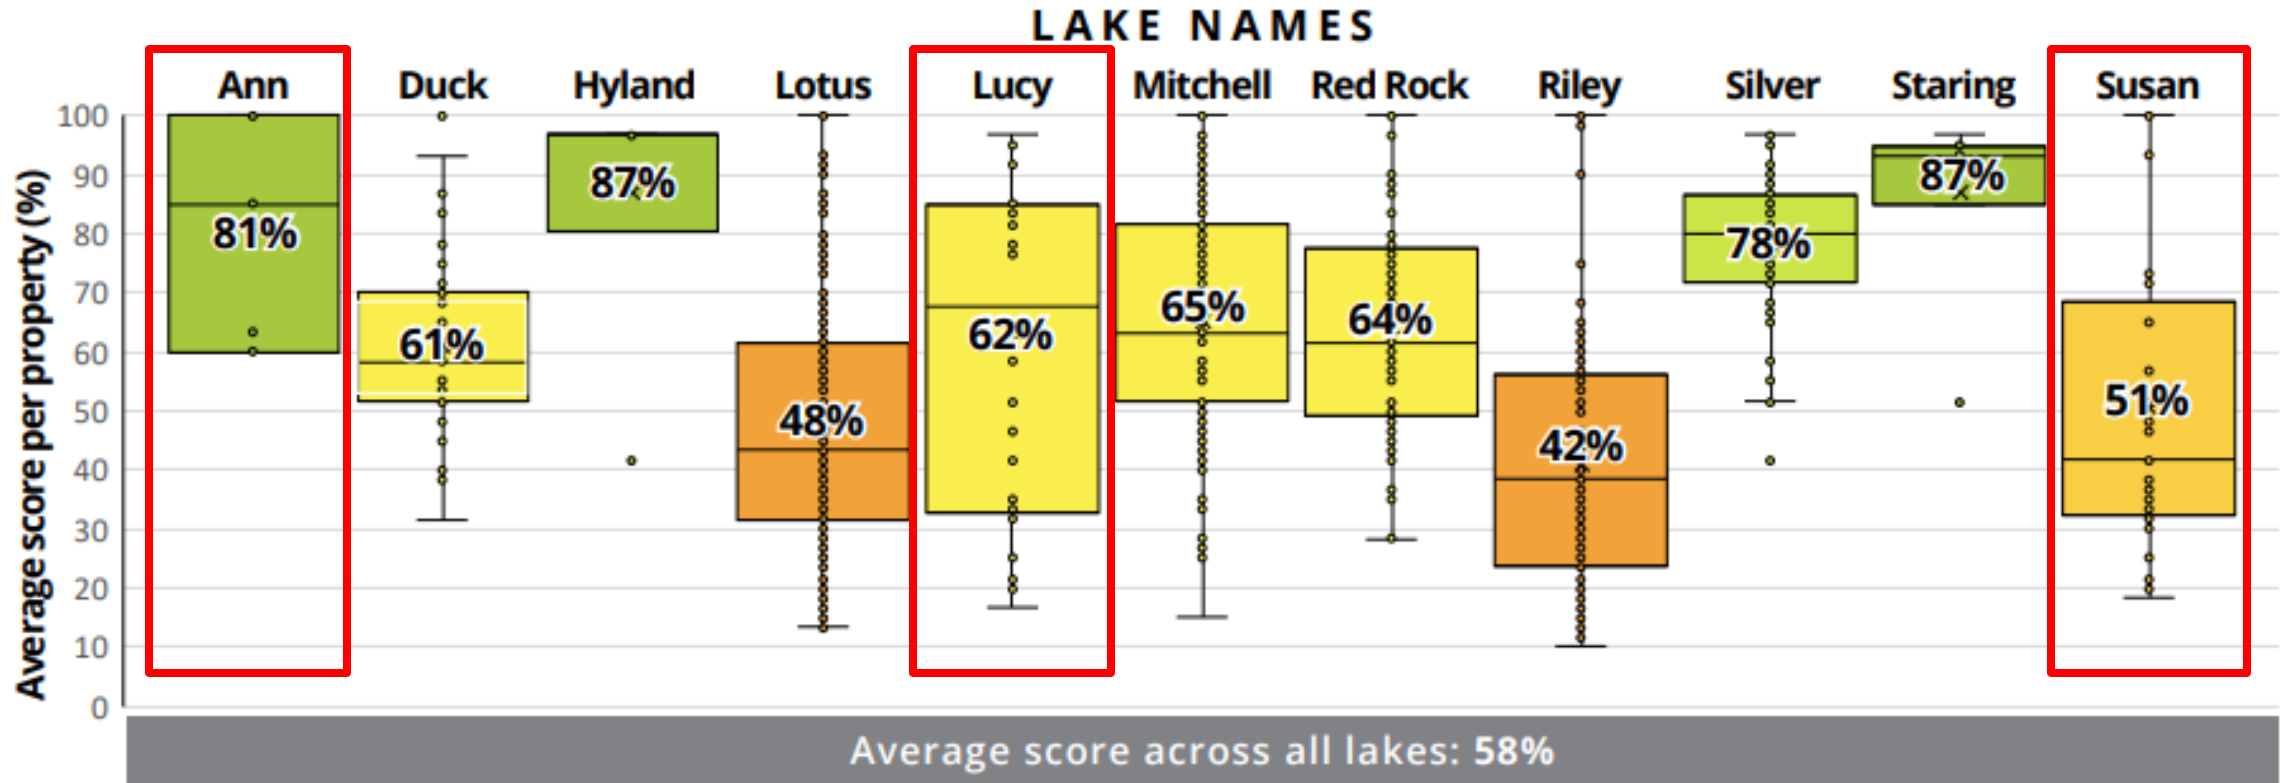 LAKE NAMES
Ann Duck Hyland Lotus Lucy Mitchell Red Rock Riley Silver Staring Susan
Average score per property (%)
100
90
80
70
60
50
40
30
20
10
0
81% 61% 87% 48% 62% 65% 64% 42% 78% 87% 51%
Average score across all lakes: 58%